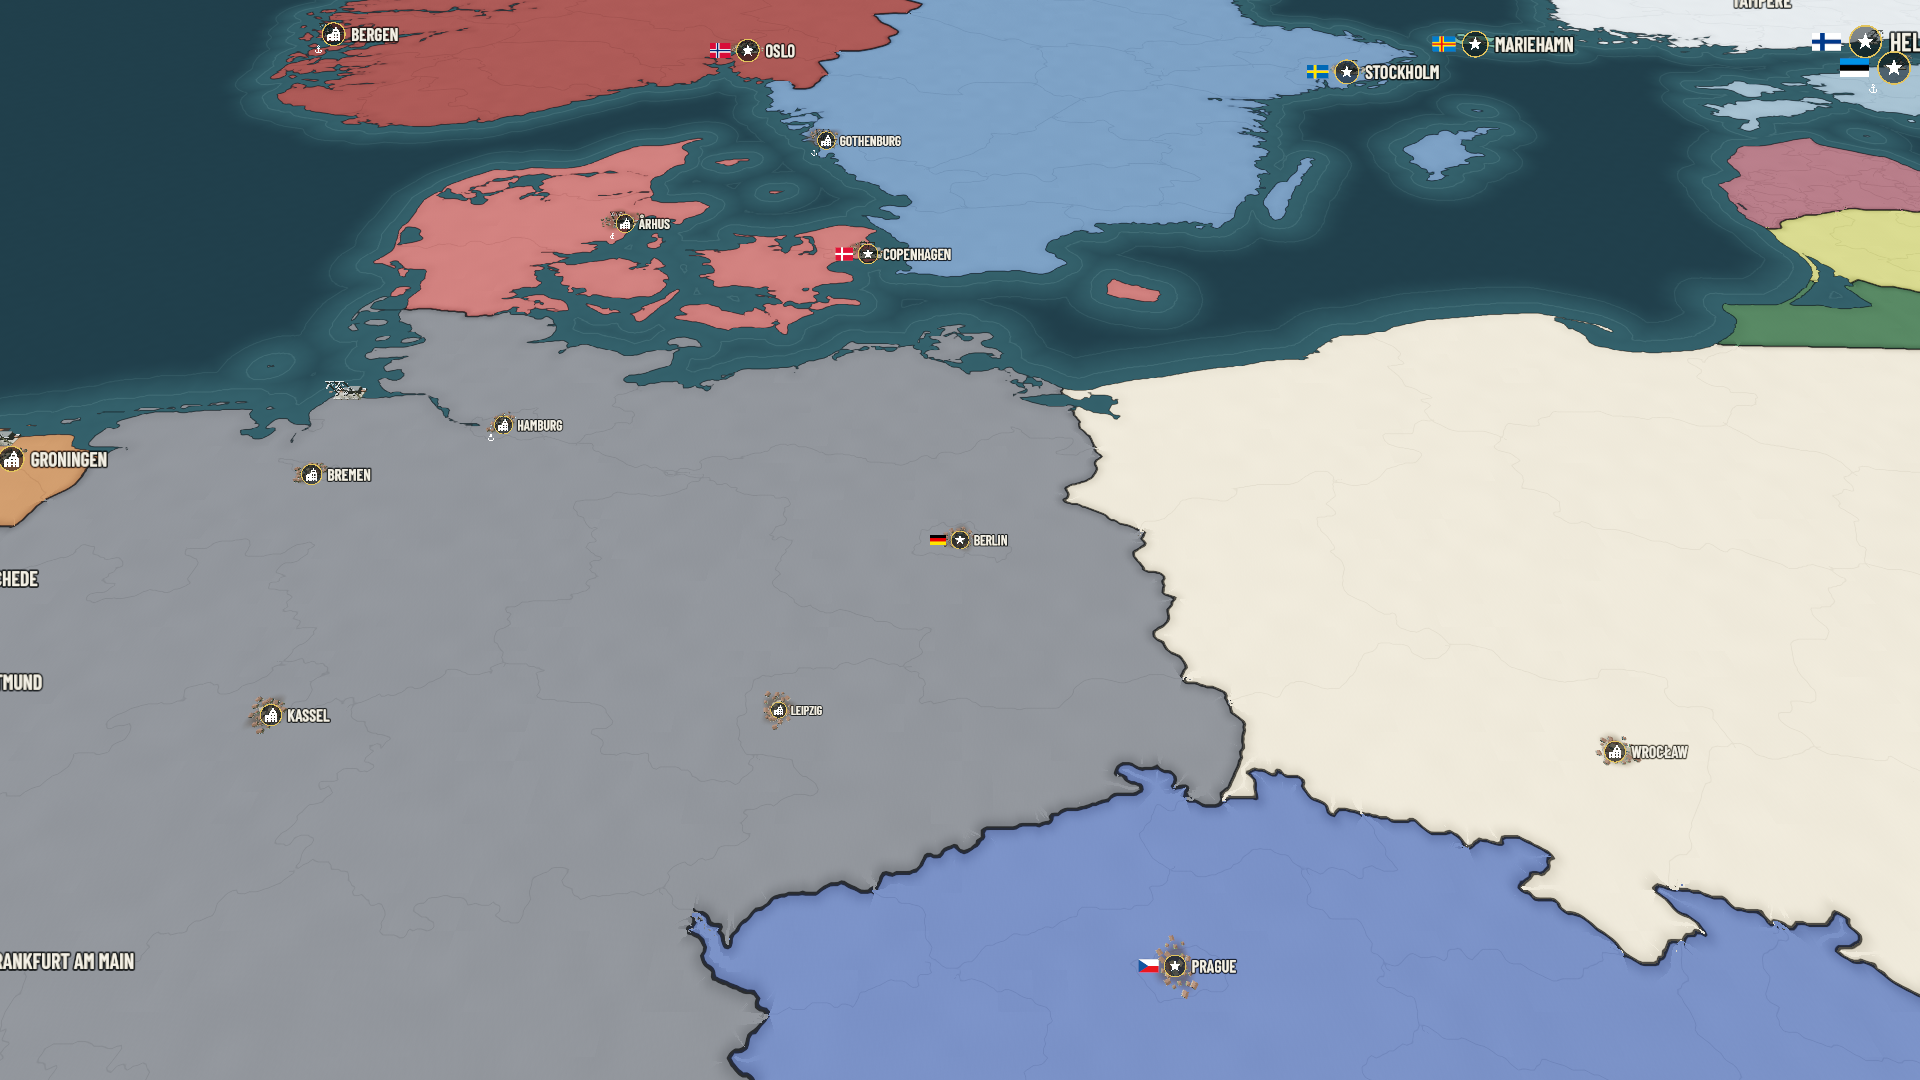 TAMPERE
BERGEN
OSLO
MARIEHAMN
HEL
STOCKHOLM
GOTHENBURG
ÅRHUS
COPENHAGEN
HAMBURG
GRONINGEN
BREMEN
BERLIN
CHEDE
TMUND
KASSEL
LEIPZIG
WROCŁAW
RANKFURT AM MAIN
PRAGUE